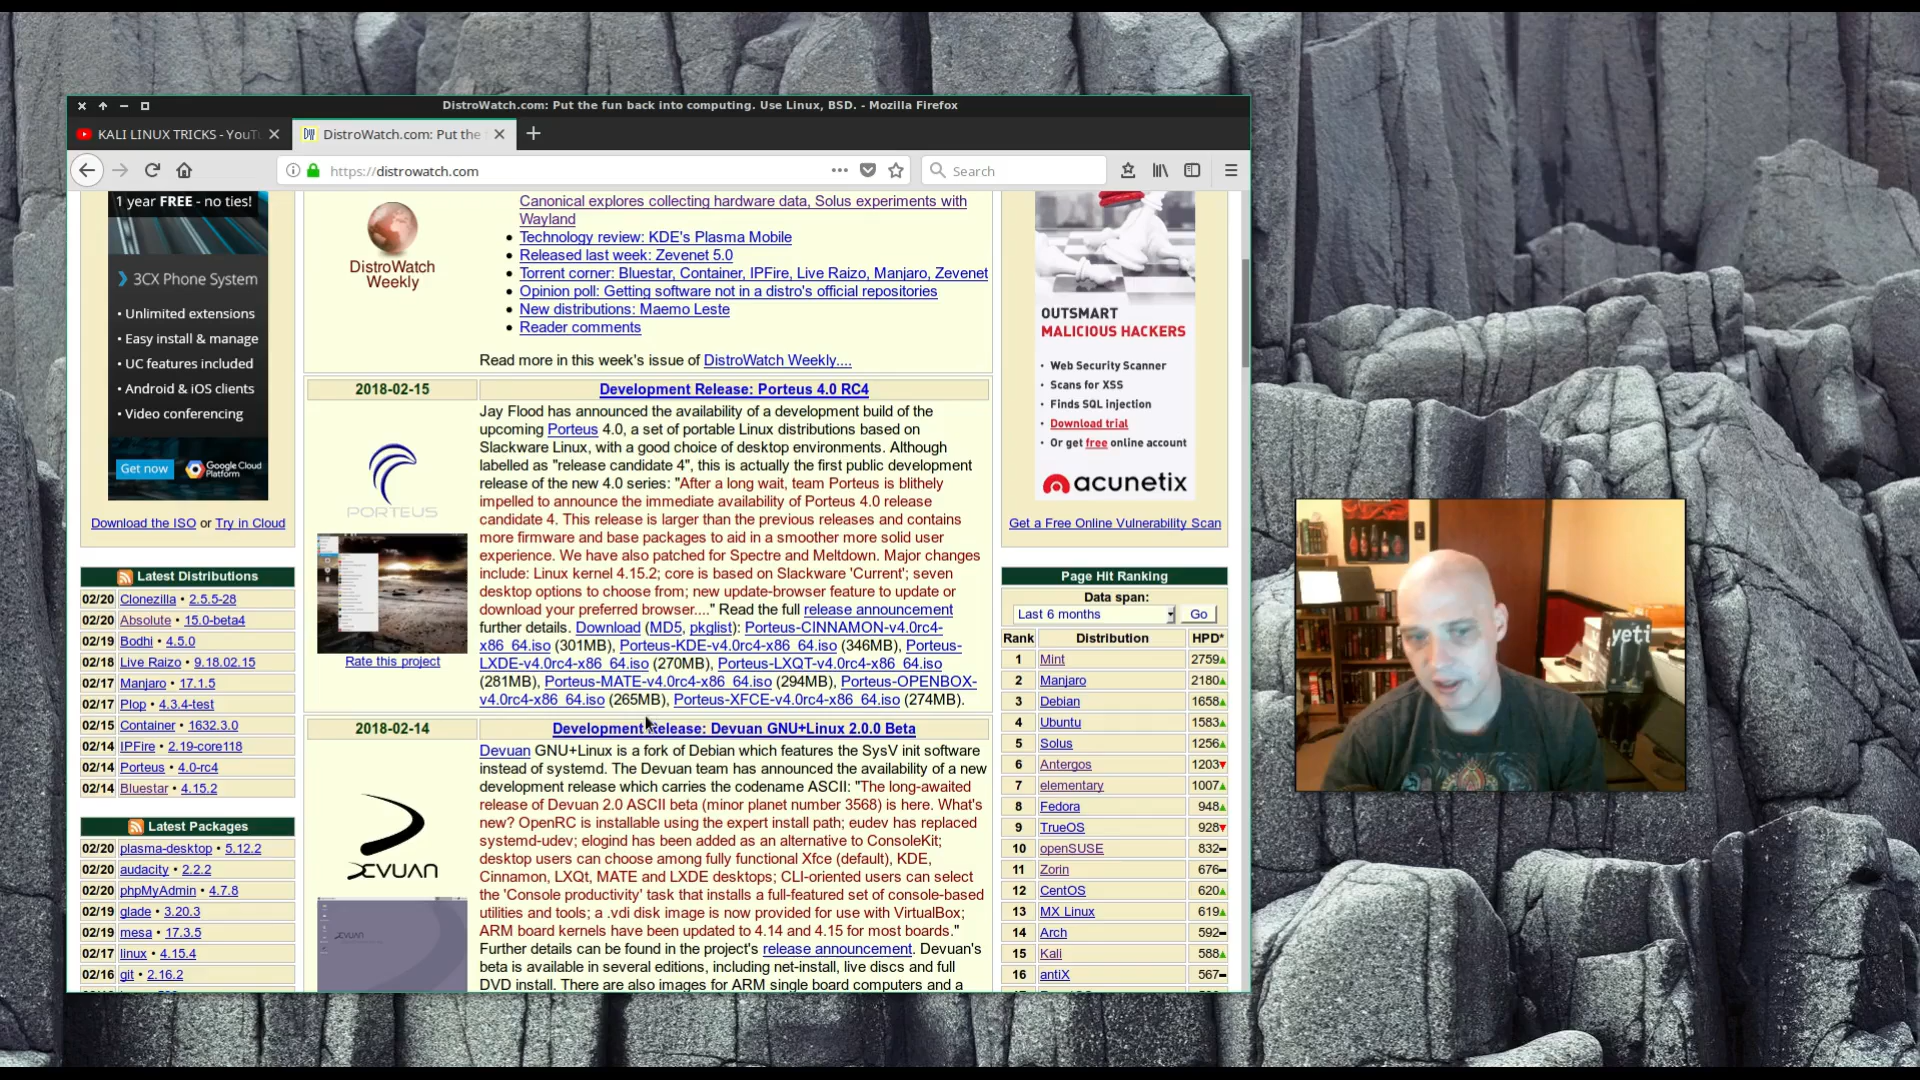 DistroWatch.com: Put the fun back into computing. Use Linux, BSD. - Mozilla Firefox
KALI LINUX TRICKS - YouT
DistroWatch.com: Put the
https://distrowatch.com
Search
1 year FREE - no ties!
3CX Phone System
• Unlimited extensions
• Easy install & manage
• UC features included
• Android & iOS clients
• Video conferencing
Get now
Google Cloud
Platform
Download the ISO or Try in Cloud
Latest Distributions
02/20 Clonezilla • 2.5.5-28
02/20 Absolute • 15.0-beta4
02/19 Bodhi • 4.5.0
02/18 Live Raizo • 9.18.02.15
02/17 Manjaro • 17.1.5
02/17 Plop • 4.3.4-test
02/15 Container • 1632.3.0
02/14 IPFire • 2.19-core118
02/14 Porteus • 4.0-rc4
02/14 Bluestar • 4.15.2
Latest Packages
02/20 plasma-desktop • 5.12.2
02/20 audacity • 2.2.2
02/20 phpMyAdmin • 4.7.8
02/19 glade • 3.20.3
02/19 mesa • 17.3.5
02/17 linux • 4.15.4
02/16 git • 2.16.2
DistroWatch
Weekly
Canonical explores collecting hardware data, Solus experiments with
Wayland
• Technology review: KDE's Plasma Mobile
• Released last week: Zevenet 5.0
• Torrent corner: Bluestar, Container, IPFire, Live Raizo, Manjaro, Zevenet
• Opinion poll: Getting software not in a distro's official repositories
• New distributions: Maemo Leste
• Reader comments
Read more in this week's issue of DistroWatch Weekly....
2018-02-15
Development Release: Porteus 4.0 RC4
PORTEUS
Rate this project
Jay Flood has announced the availability of a development build of the
upcoming Porteus 4.0, a set of portable Linux distributions based on
Slackware Linux, with a good choice of desktop environments. Although
labelled as "release candidate 4", this is actually the first public development
release of the new 4.0 series: "After a long wait, team Porteus is blithely
impelled to announce the immediate availability of Porteus 4.0 release
candidate 4. This release is larger than the previous releases and contains
more firmware and base packages to aid in a smoother more solid user
experience. We have also patched for Spectre and Meltdown. Major changes
include: Linux kernel 4.15.2; core is based on Slackware 'Current'; seven
desktop options to choose from; new update-browser feature to update or
download your preferred browser...." Read the full release announcement
further details. Download (MD5, pkglist): Porteus-CINNAMON-v4.0rc4-
x86_64.iso (301MB), Porteus-KDE-v4.0rc4-x86_64.iso (346MB), Porteus-
LXDE-v4.0rc4-x86_64.iso (270MB), Porteus-LXQT-v4.0rc4-x86_64.iso
(281MB), Porteus-MATE-v4.0rc4-x86_64.iso (294MB), Porteus-OPENBOX-
v4.0rc4-x86_64.iso (265MB), Porteus-XFCE-v4.0rc4-x86_64.iso (274MB).
2018-02-14
Development Release: Devuan GNU+Linux 2.0.0 Beta
DEVUAN
Devuan GNU+Linux is a fork of Debian which features the SysV init software
instead of systemd. The Devuan team has announced the availability of a new
development release which carries the codename ASCII: "The long-awaited
release of Devuan 2.0 ASCII beta (minor planet number 3568) is here. What's
new? OpenRC is installable using the expert install path; eudev has replaced
systemd-udev; elogind has been added as an alternative to ConsoleKit;
desktop users can choose among fully functional Xfce (default), KDE,
Cinnamon, LXQt, MATE and LXDE desktops; CLI-oriented users can select
the 'Console productivity' task that installs a full-featured set of console-based
utilities and tools; a .vdi disk image is now provided for use with VirtualBox;
ARM board kernels have been updated to 4.14 and 4.15 for most boards."
Further details can be found in the project's release announcement. Devuan's
beta is available in several editions, including net-install, live discs and full
DVD install. There are also images for ARM single board computers and a
OUTSMART
MALICIOUS HACKERS
• Web Security Scanner
• Scans for XSS
• Finds SQL injection
• Download trial
• Or get free online account
acunetix
Get a Free Online Vulnerability Scan
Page Hit Ranking
Data span:
Last 6 months Go
Rank Distribution HPD*
1 Mint 2759
2 Manjaro 2180
3 Debian 1658
4 Ubuntu 1583
5 Solus 1256
6 Antergos 1203
7 elementary 1007
8 Fedora 948
9 TrueOS 928
10 openSUSE 832
11 Zorin 676
12 CentOS 620
13 MX Linux 619
14 Arch 592
15 Kali 588
16 antiX 567
yeti